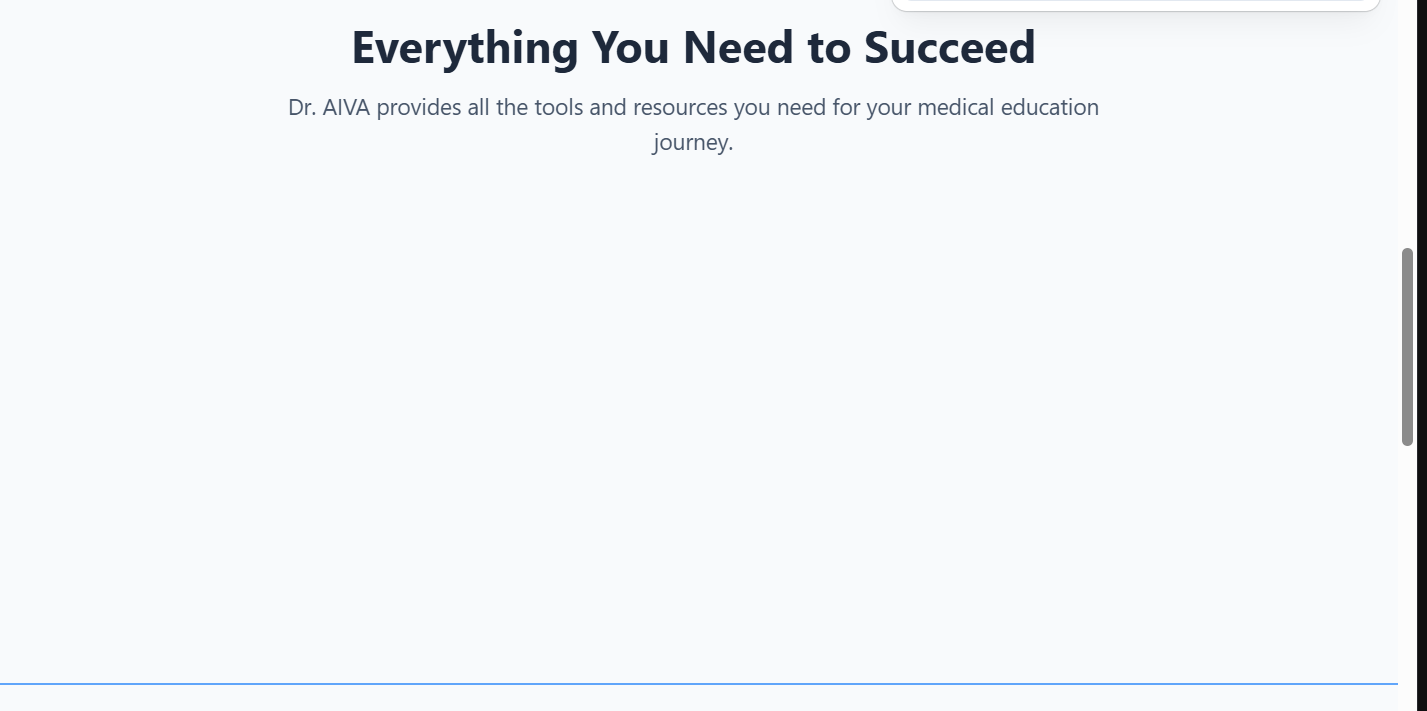 Everything You Need to Succeed
Dr. AIVA provides all the tools and resources you need for your medical education
journey.